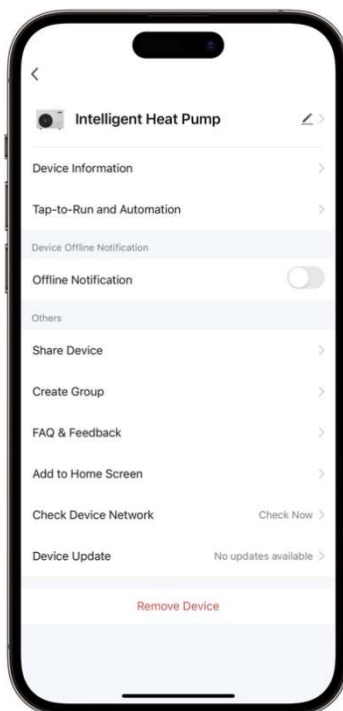 Intelligent Heat Pump
Device Information
Tap-to-Run and Automation
Device Offline Notification
Offline Notification
Others
Share Device
Create Group
FAQ & Feedback
Add to Home Screen
Check Device Network Check Now
Device Update No updates available
Remove Device